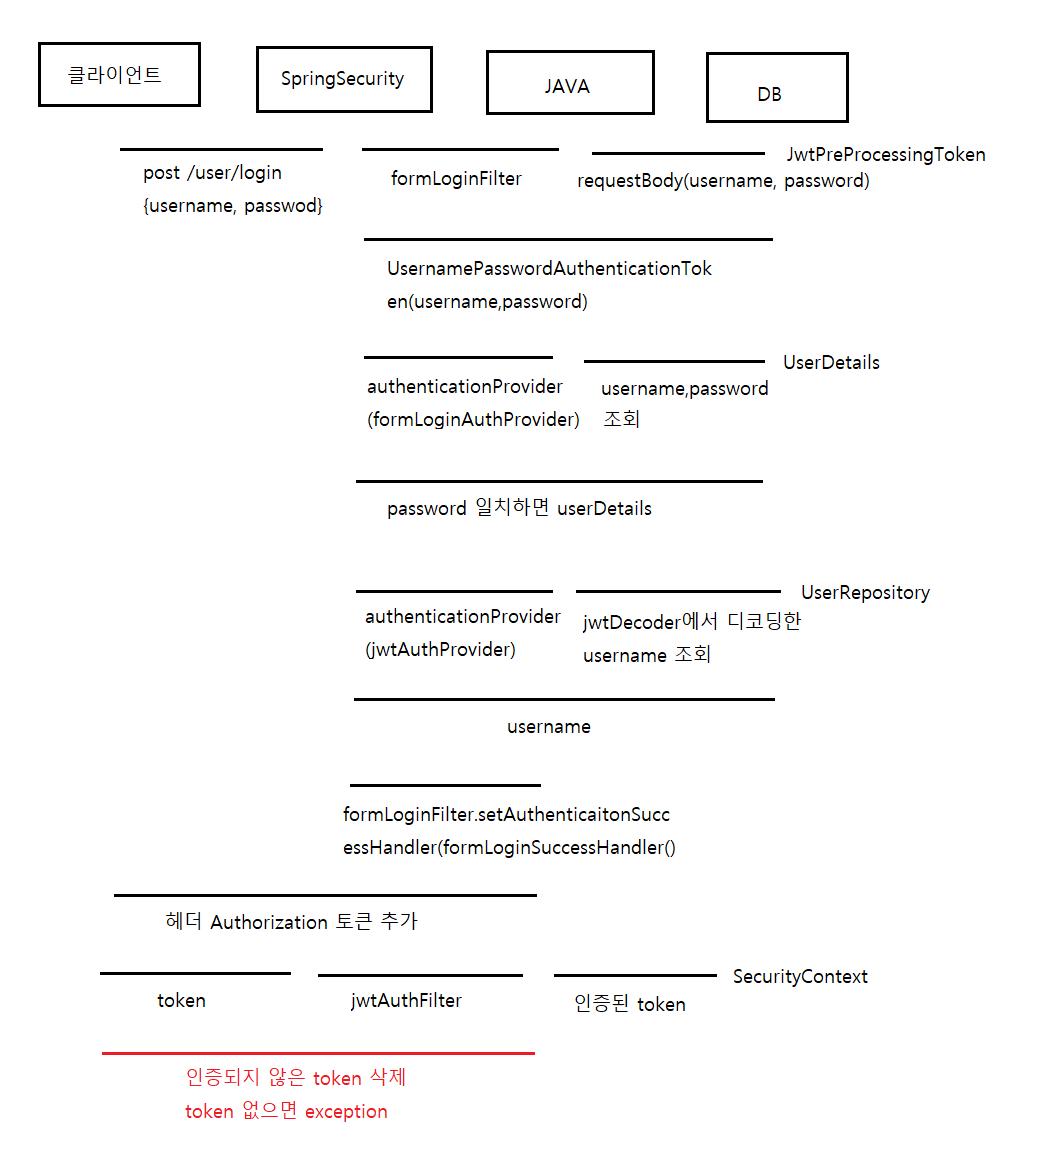 클라이언트
SpringSecurity
JAVA
DB
post /user/login
{username, passwod}
formLoginFilter
requestBody(username, password)
JwtPreProcessingToken
UsernamePasswordAuthenticationTok
en(username,password)
authenticationProvider
(formLoginAuthProvider)
username,password
조회
UserDetails
password 일치하면 userDetails
authenticationProvider
(jwtAuthProvider)
jwtDecoder에서 디코딩한
username 조회
UserRepository
username
formLoginFilter.setAuthenticaitonSucc
essHandler(formLoginSuccessHandler()
헤더 Authorization 토큰 추가
token
jwtAuthFilter
인증된 token
SecurityContext
인증되지 않은 token 삭제
token 없으면 exception